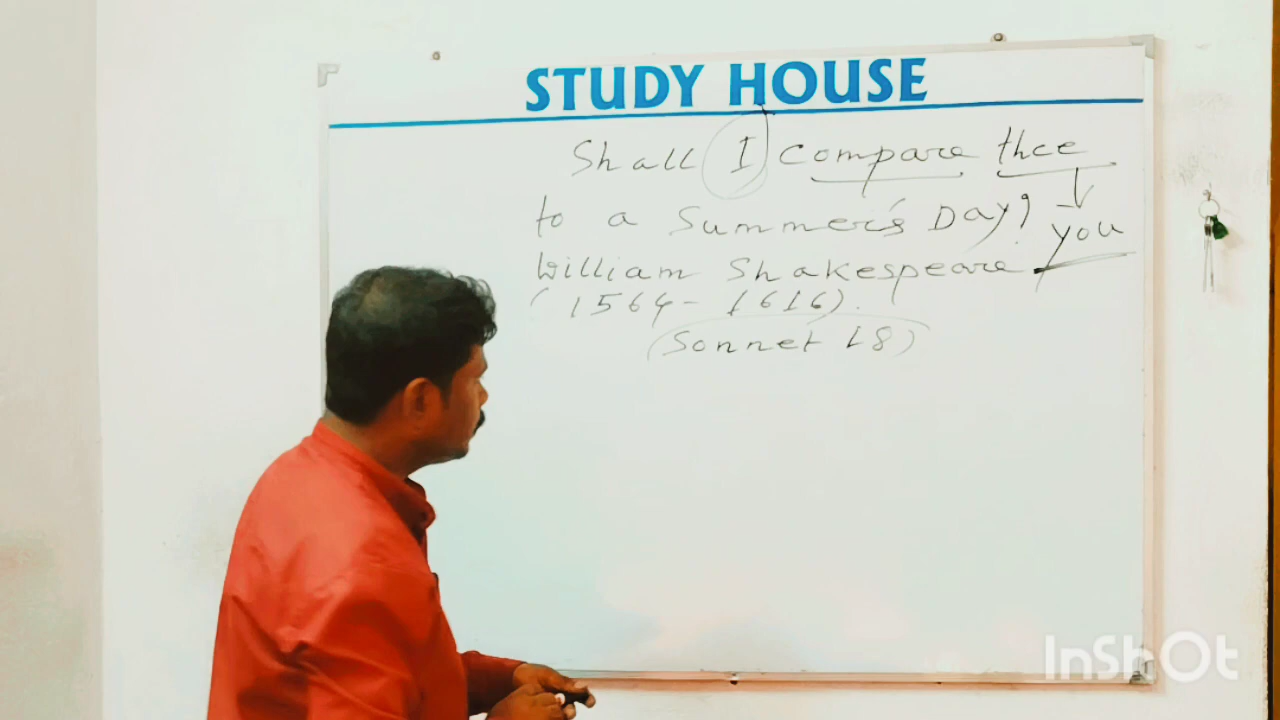 STUDY HOUSE
Shall I compare thee
to a Summer's Day?
you
William Shakespeare
(1564 - 1616).
(Sonnet 18)
InShOt